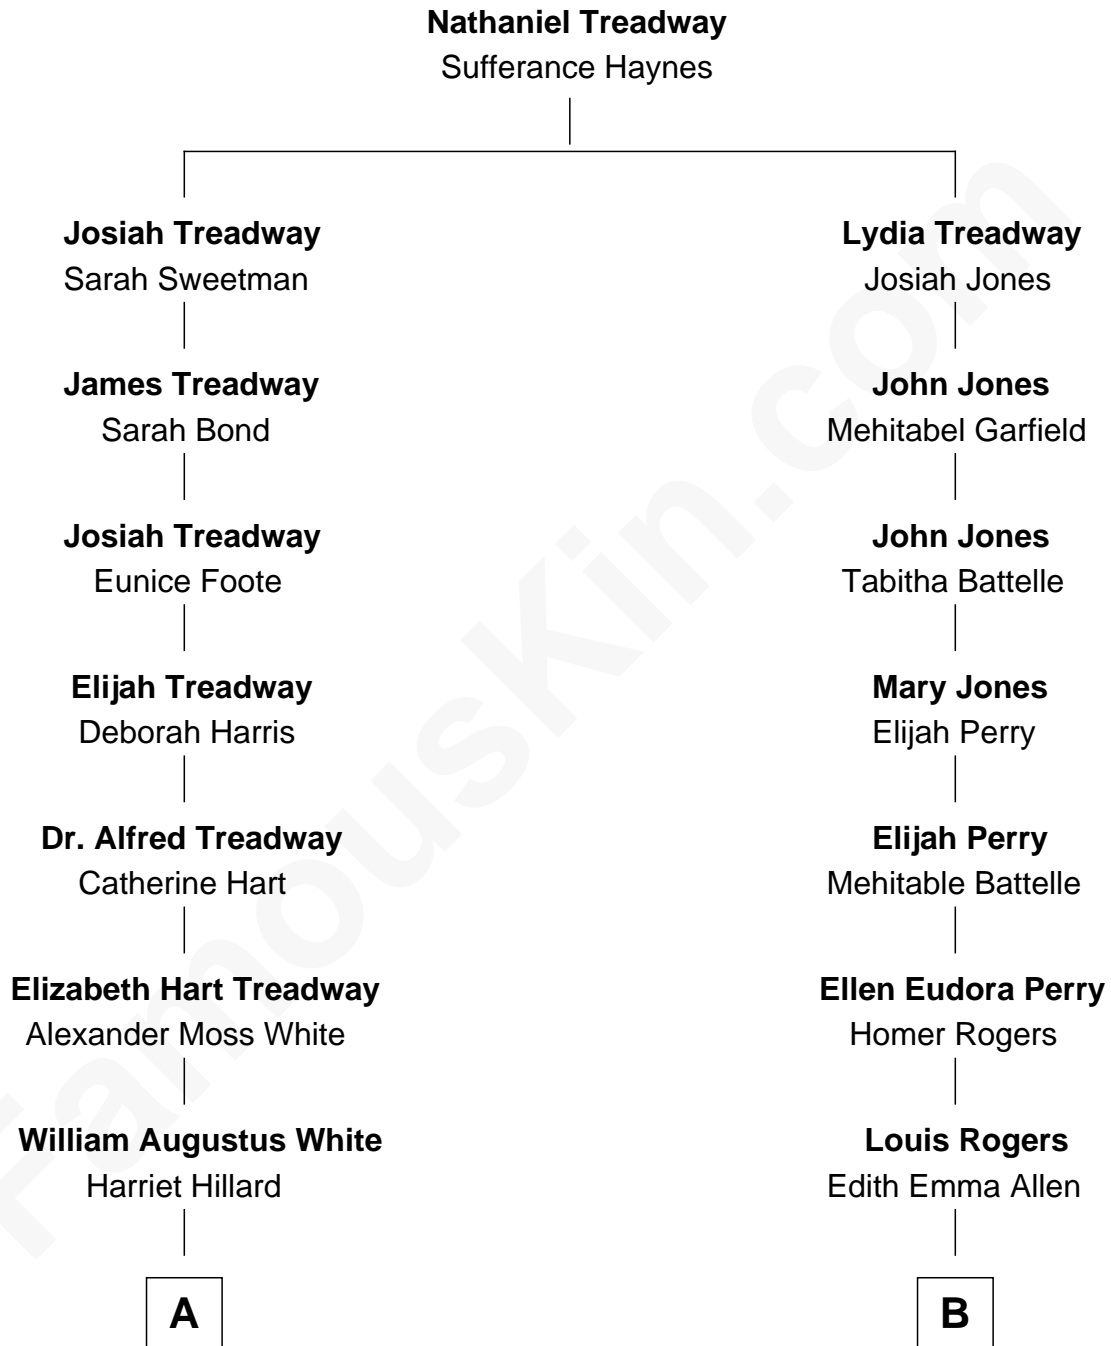 Nathaniel Treadway
Sufferance Haynes
Josiah Treadway
Sarah Sweetman
Lydia Treadway
Josiah Jones
James Treadway
Sarah Bond
John Jones
Mehitabel Garfield
Josiah Treadway
Eunice Foote
John Jones
Tabitha Battelle
Elijah Treadway
Deborah Harris
Mary Jones
Elijah Perry
Dr. Alfred Treadway
Catherine Hart
Elijah Perry
Mehitable Battelle
Elizabeth Hart Treadway
Alexander Moss White
Ellen Eudora Perry
Homer Rogers
William Augustus White
Harriet Hillard
Louis Rogers
Edith Emma Allen
A
B
FamousKin.com